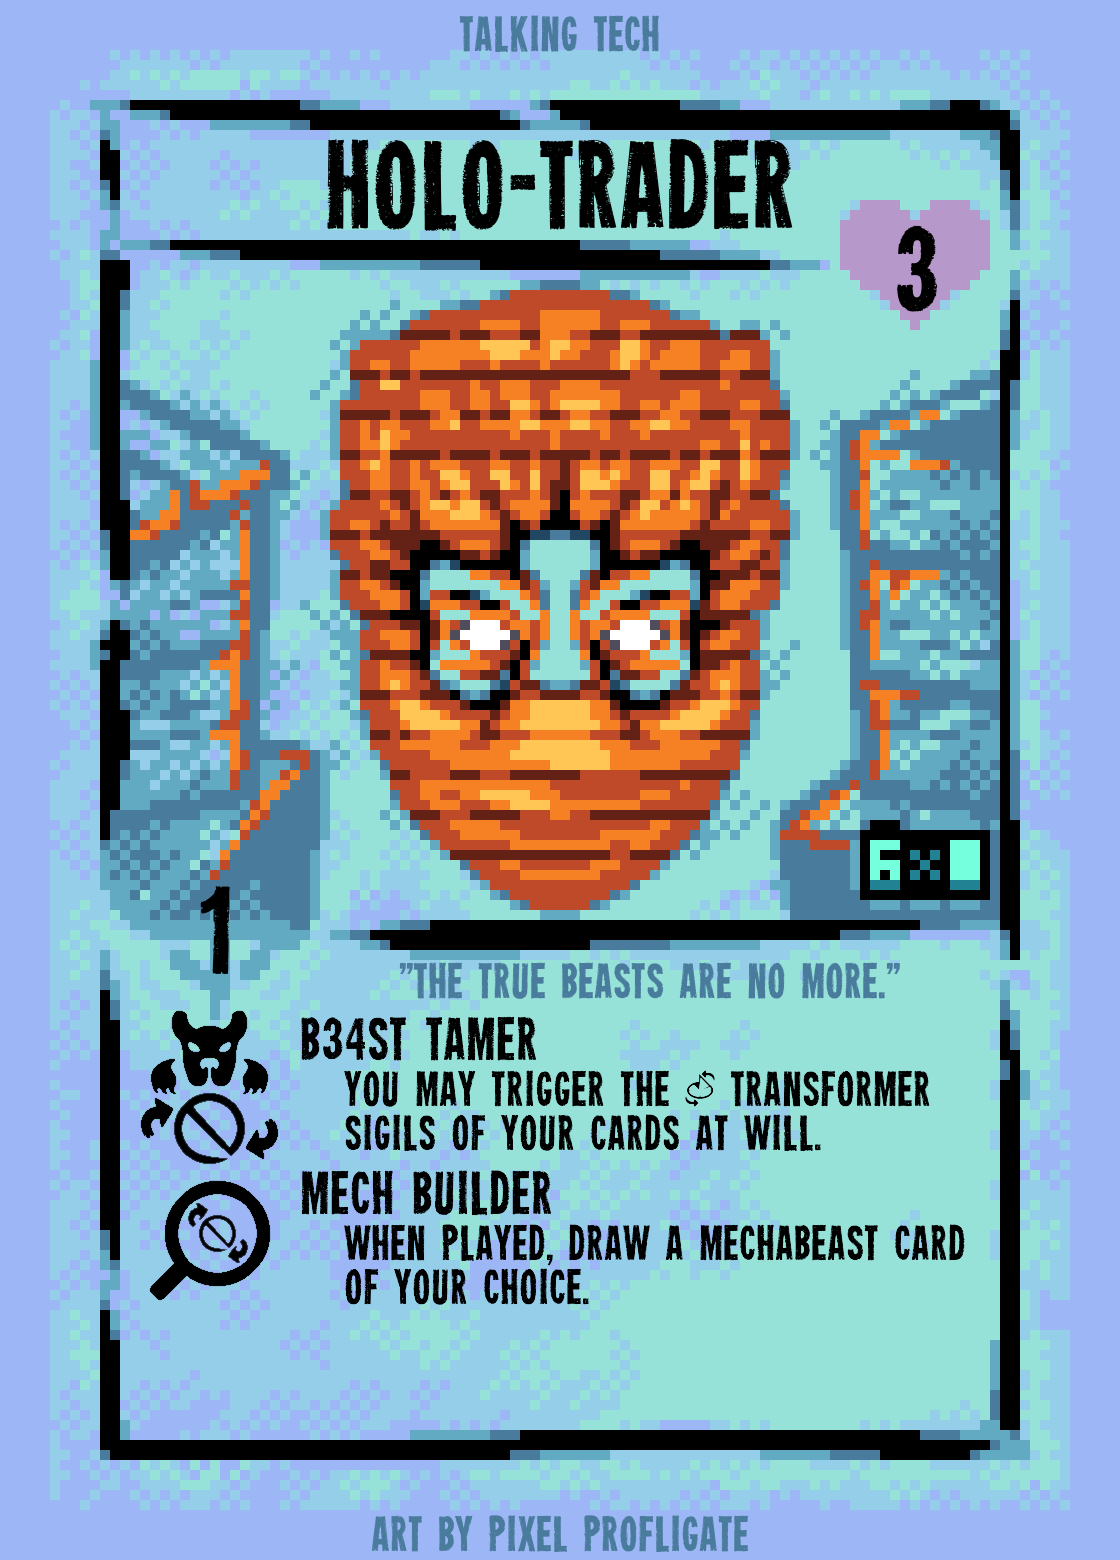 TALKING TECH
HOLO-TRADER
3
6x
1
"THE TRUE BEASTS ARE NO MORE."
B34ST TAMER
YOU MAY TRIGGER THE TRANSFORMER
SIGILS OF YOUR CARDS AT WILL.
MECH BUILDER
WHEN PLAYED, DRAW A MECHABEAST CARD
OF YOUR CHOICE.
ART BY PIXEL PROFLIGATE